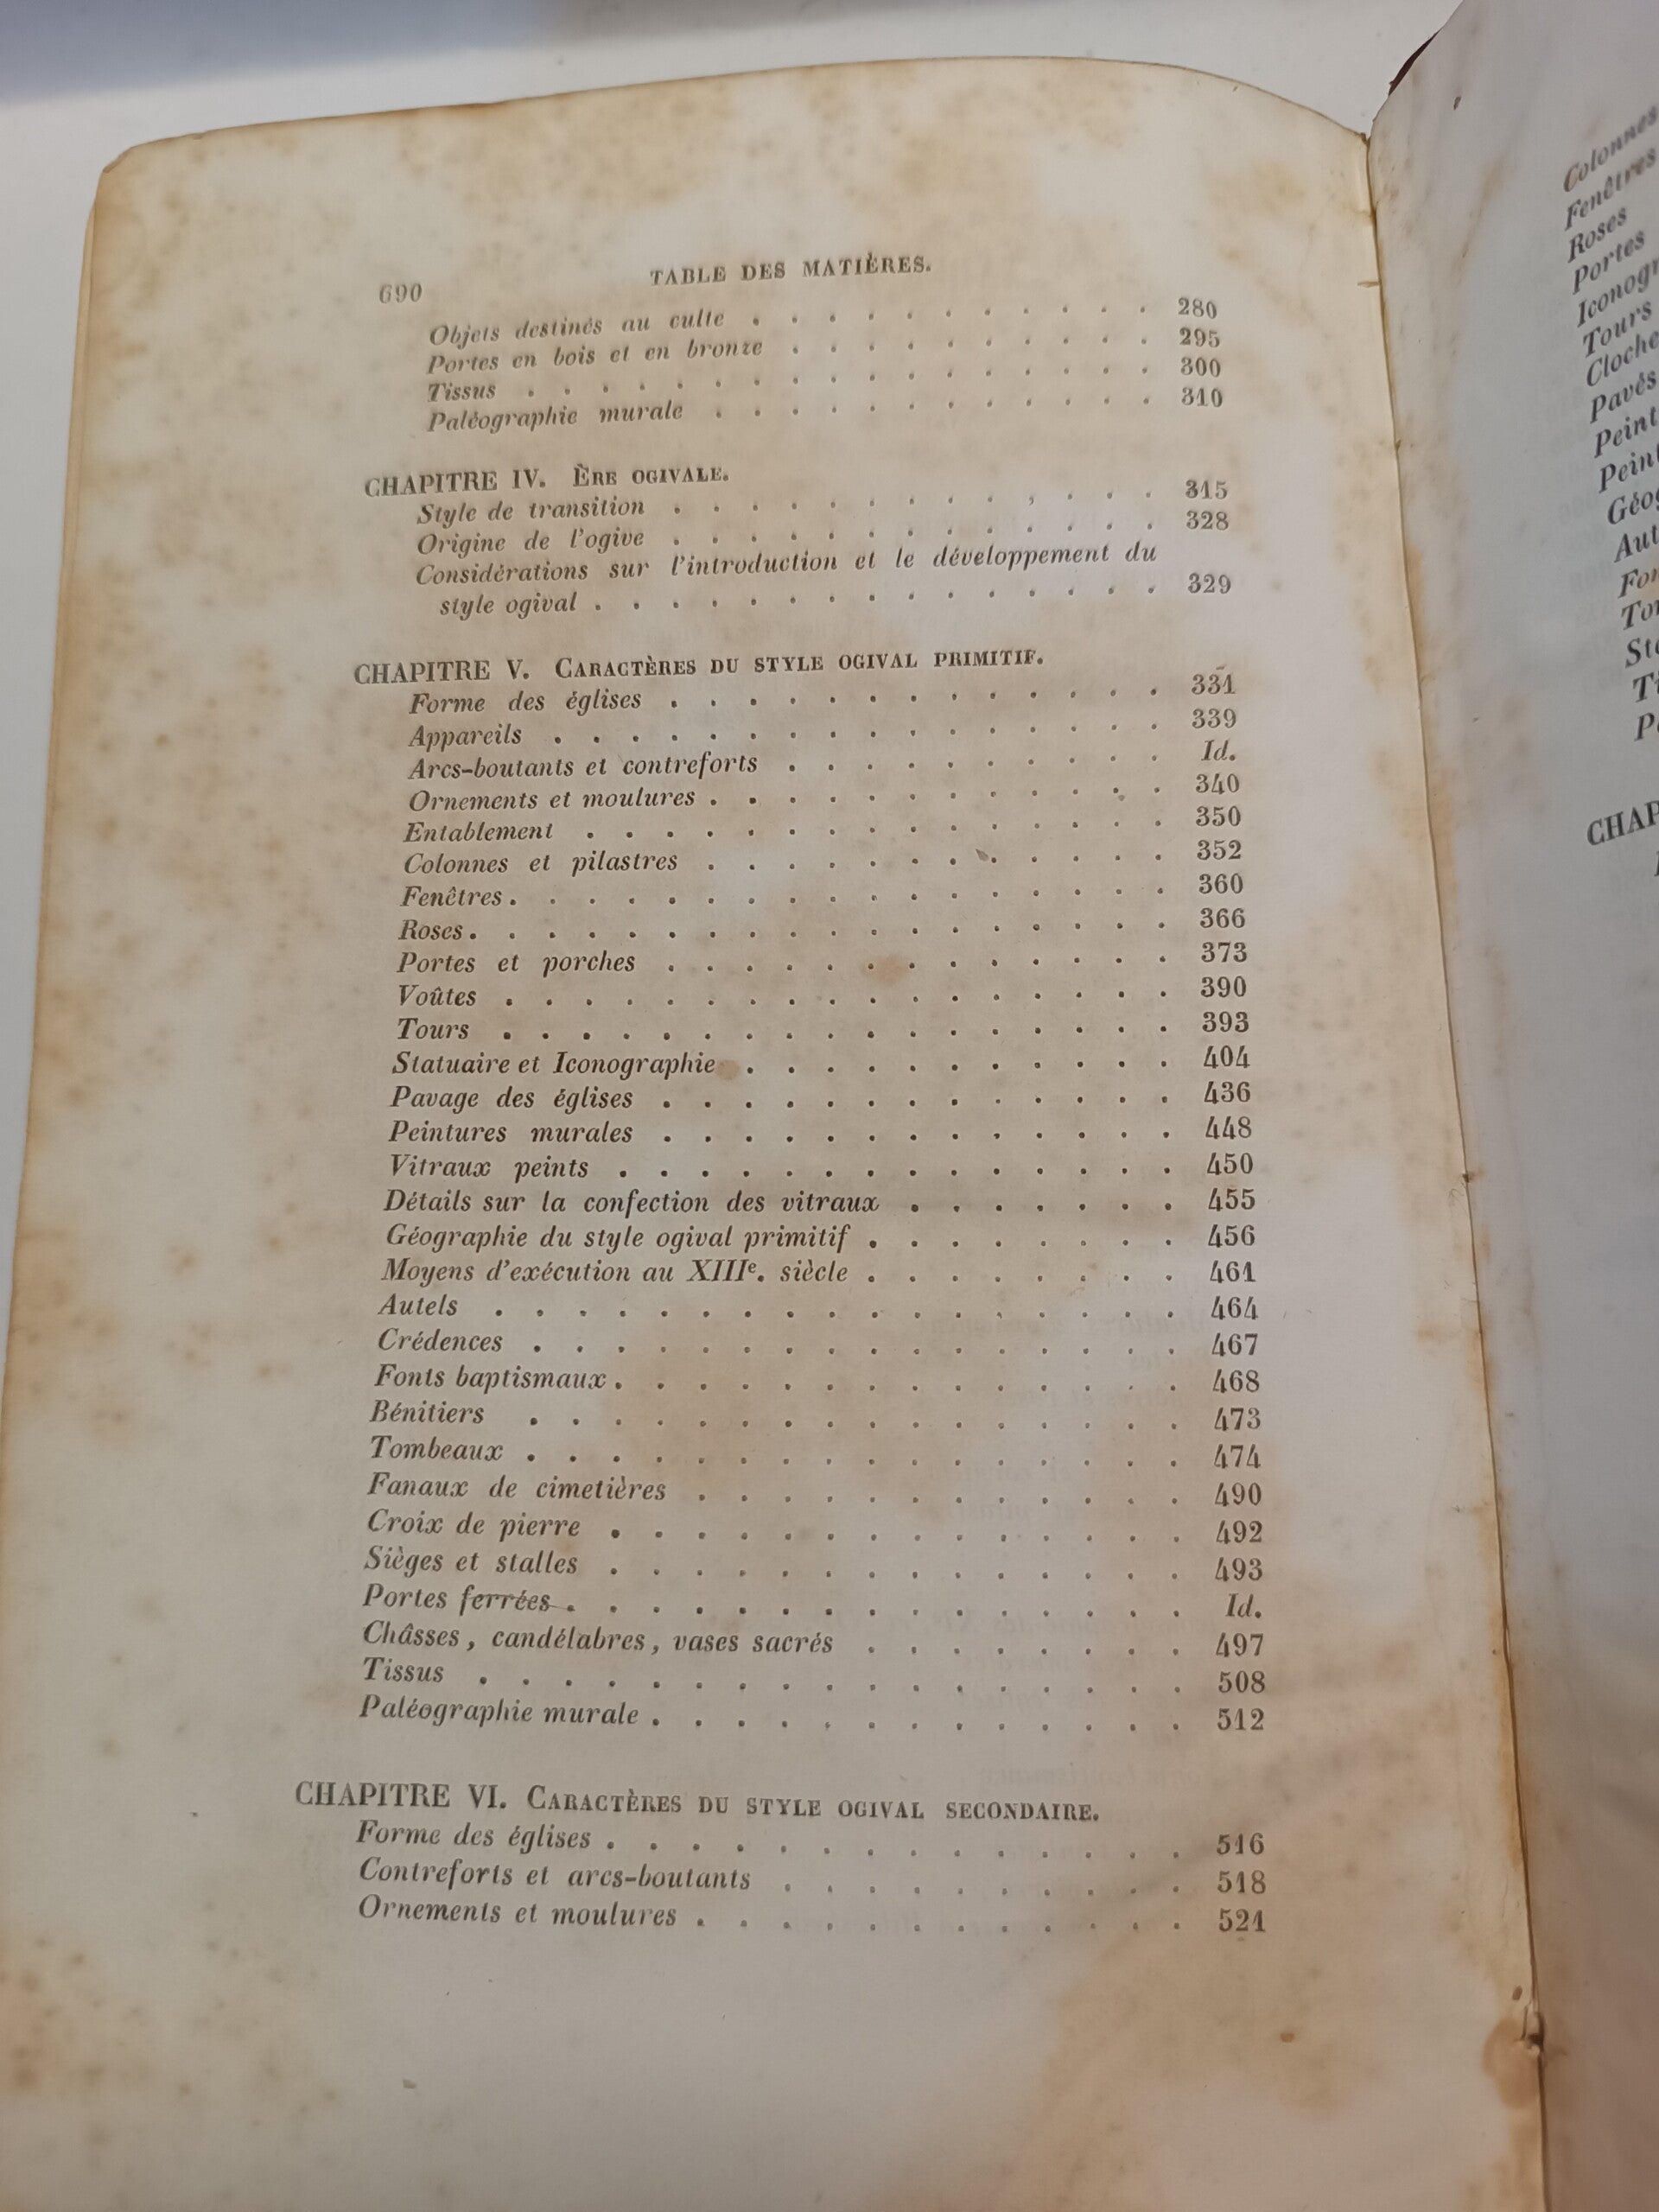 690 TABLE DES MATIÈRES.
Objets destinés au culte . . . . . . . . . . . 280
Portes en bois et en bronze . . . . . . . . . . 295
Tissus . . . . . . . . . . . . . . . . . 300
Paléographie murale . . . . . . . . . . . . 310
CHAPITRE IV. ÈRE OGIVALE.
Style de transition . . . . . . . . . , . . . 315
Origine de l'ogive . . . . . . . . . . . . . 328
Considérations sur l'introduction et le développement du
style ogival . . . . . . . . . . . . . . . 329
CHAPITRE V. CARACTÈRES DU STYLE OGIVAL PRIMITIF.
Forme des églises . . . . . . . . . . . . . 331
Appareils . . . . . . . . . . . . . . . . 339
Arcs-boutants et contreforts . . . . . . . . . . Id.
Ornements et moulures . . . . . . . . . . . . 340
Entablement . . . . . . . . . . . . . . . 350
Colonnes et pilastres . . . . . . . . . . . . 352
Fenêtres . . . . . . . . . . . . . . . . . 360
Roses . . . . . . . . . . . . . . . . . . 366
Portes et porches . . . . . . . . . . . . . 373
Voûtes . . . . . . . . . . . . . . . . . 390
Tours . . . . . . . . . . . . . . . . . 393
Statuaire et Iconographie . . . . . . . . . . . 404
Pavage des églises . . . . . . . . . . . . . 436
Peintures murales . . . . . . . . . . . . . 448
Vitraux peints . . . . . . . . . . . . . . 450
Détails sur la confection des vitraux . . . . . . . 455
Géographie du style ogival primitif . . . . . . . . 456
Moyens d'exécution au XIIIe. siècle . . . . . . . . 461
Autels . . . . . . . . . . . . . . . . . 464
Crédences . . . . . . . . . . . . . . . . 467
Fonts baptismaux . . . . . . . . . . . . . . 468
Bénitiers . . . . . . . . . . . . . . . . 473
Tombeaux . . . . . . . . . . . . . . . . 474
Fanaux de cimetières . . . . . . . . . . . . 490
Croix de pierre . . . . . . . . . . . . . . 492
Sièges et stalles . . . . . . . . . . . . . . 493
Portes ferrées . . . . . . . . . . . . . . . Id.
Châsses, candélabres, vases sacrés . . . . . . . . 497
Tissus . . . . . . . . . . . . . . . . . 508
Paléographie murale . . . . . . . . . . . . . 512
CHAPITRE VI. CARACTÈRES DU STYLE OGIVAL SECONDAIRE.
Forme des églises . . . . . . . . . . . . . . 516
Contreforts et arcs-boutants . . . . . . . . . . 518
Ornements et moulures . . . . . . . . . . . . 521
Colonnes
Fenêtres
Roses
Portes
Tours